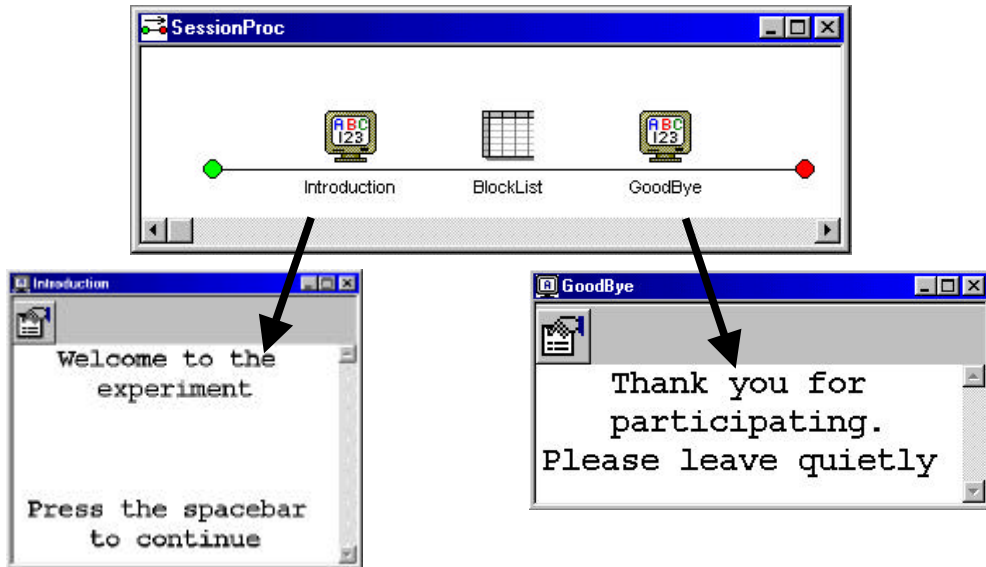 SessionProc
ABC
123
ABC
123
Introduction
BlockList
GoodBye
Introduction
Welcome to the
experiment
Press the spacebar
to continue
A
GoodBye
Thank you for
participating.
Please leave quietly